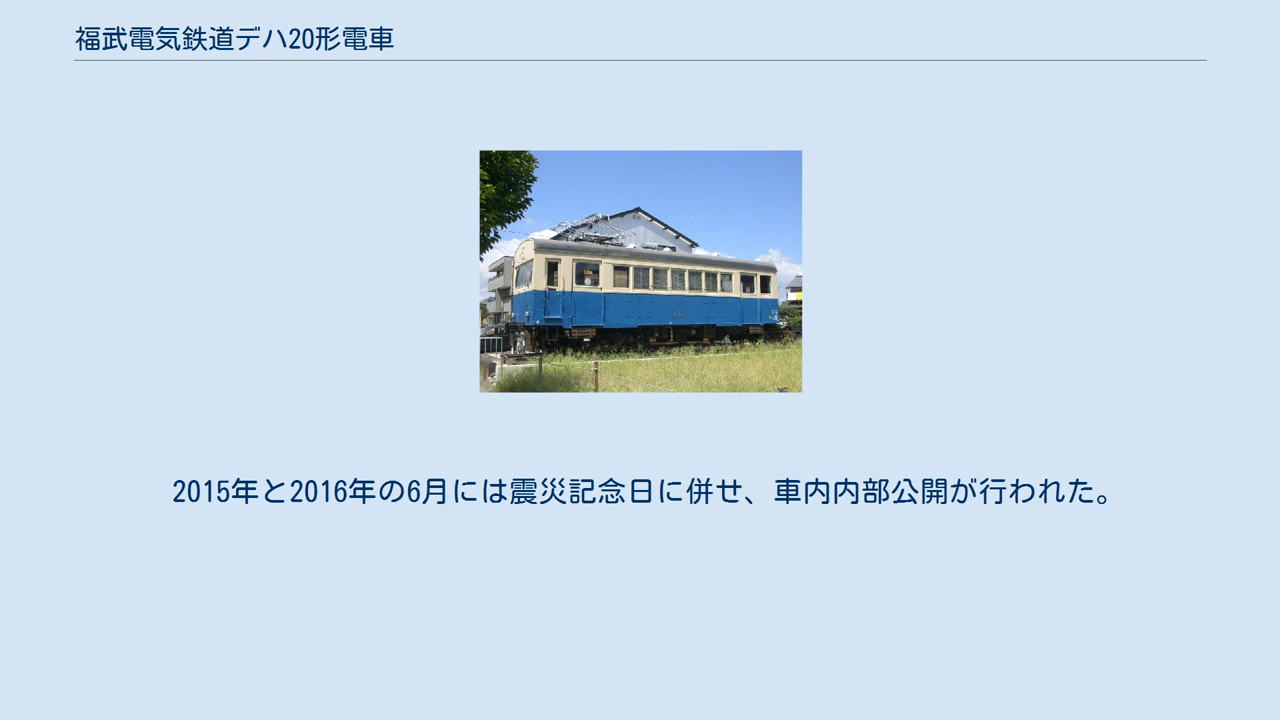 福武電気鉄道デハ20形電車
2015年と2016年の6月には震災記念日に併せ、車内内部公開が行われた。